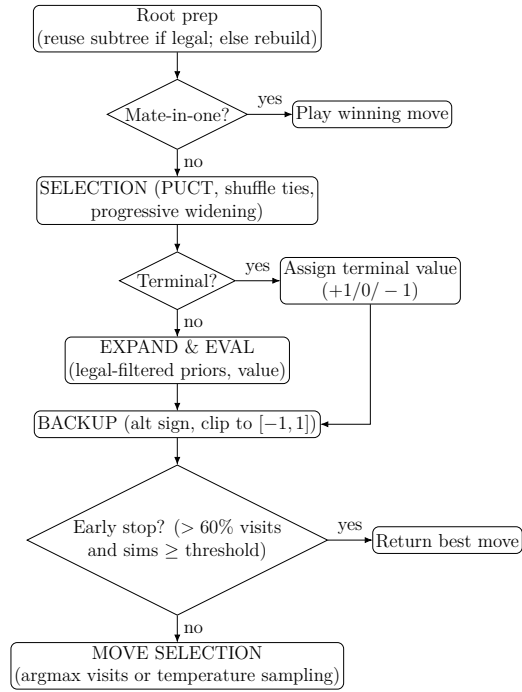 Root prep
(reuse subtree if legal; else rebuild)
Mate-in-one?
yes
Play winning move
no
SELECTION (PUCT, shuffle ties,
progressive widening)
Terminal?
yes
Assign terminal value
(+1/0/ − 1)
no
EXPAND & EVAL
(legal-filtered priors, value)
BACKUP (alt sign, clip to [−1, 1])
Early stop? (> 60% visits
and sims ≥ threshold)
yes
Return best move
no
MOVE SELECTION
(argmax visits or temperature sampling)